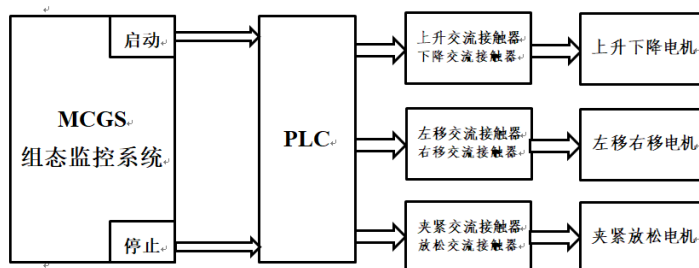 启动
MCGS
组态监控系统
停止
PLC
上升交流接触器
下降交流接触器
上升下降电机
左移交流接触器
右移交流接触器
左移右移电机
夹紧交流接触器
放松交流接触器
夹紧放松电机